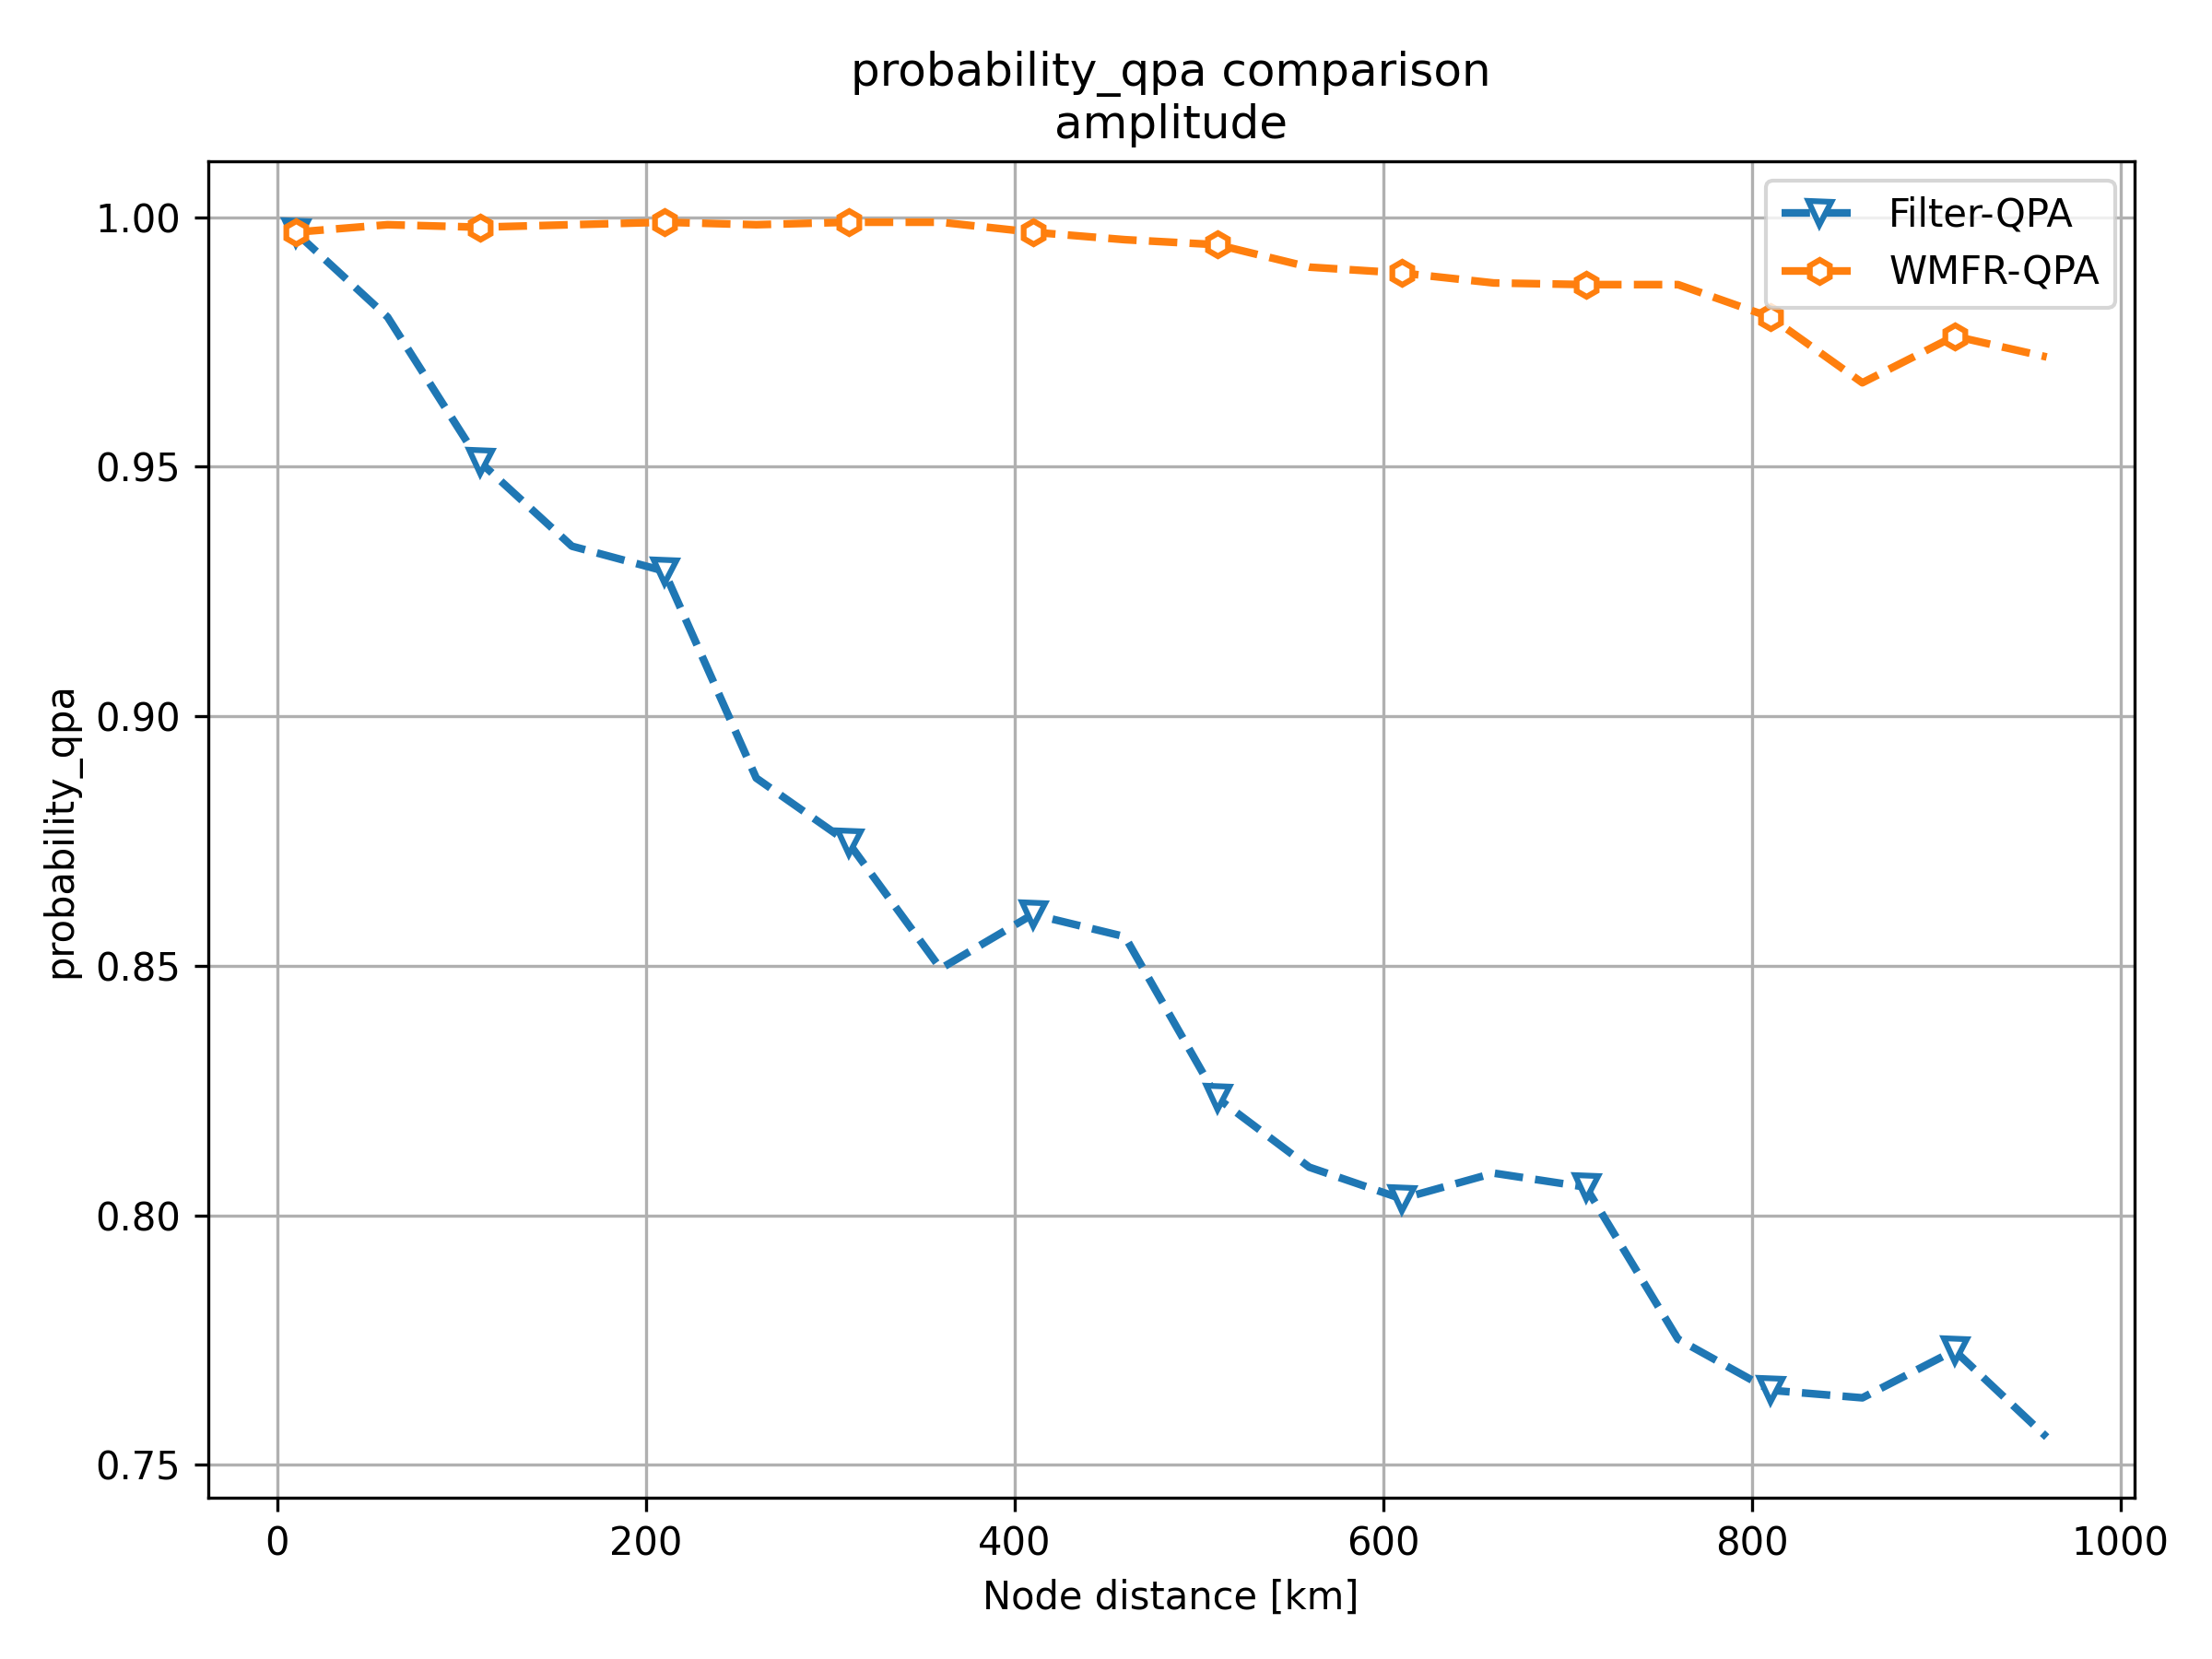 probability_qpa comparison
amplitude
Filter-QPA
WMFR-QPA
probability_qpa
1.00
0.95
0.90
0.85
0.80
0.75
0 200 400 600 800 1000
Node distance [km]